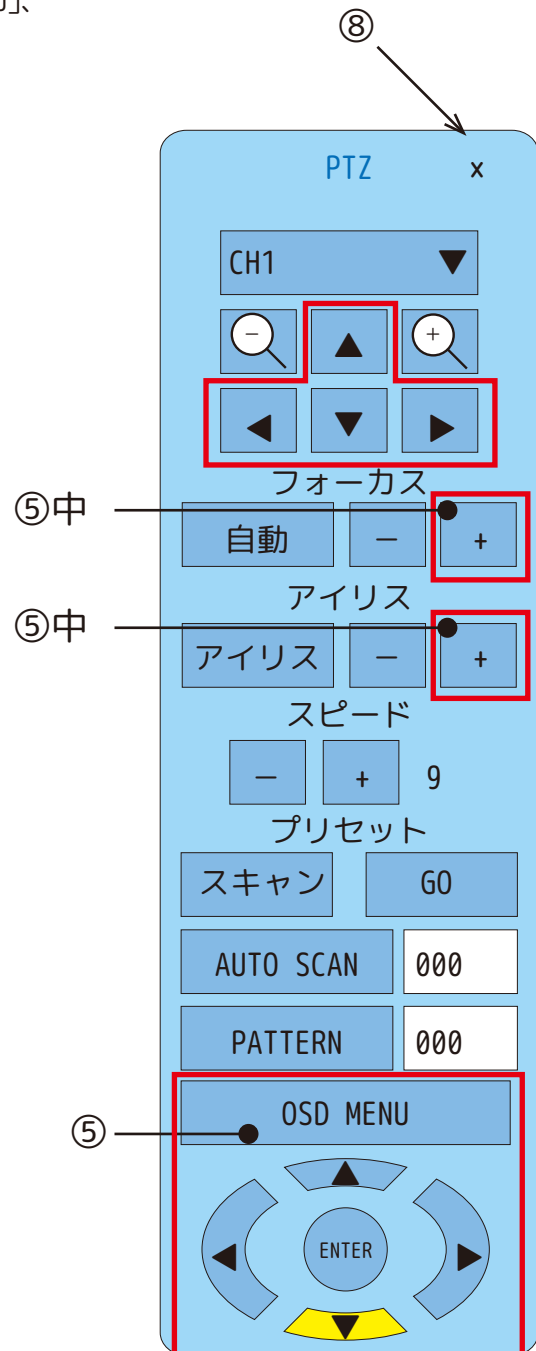 ⑧
PTZ x
CH1 ▼
− ▲ +
◀ ▼ ▶
フォーカス
⑤中
自動 − +
アイリス
⑤中
アイリス − +
スピード
− + 9
プリセット
スキャン GO
AUTO SCAN 000
PATTERN 000
OSD MENU
⑤
▲
◀ ENTER ▶
▼